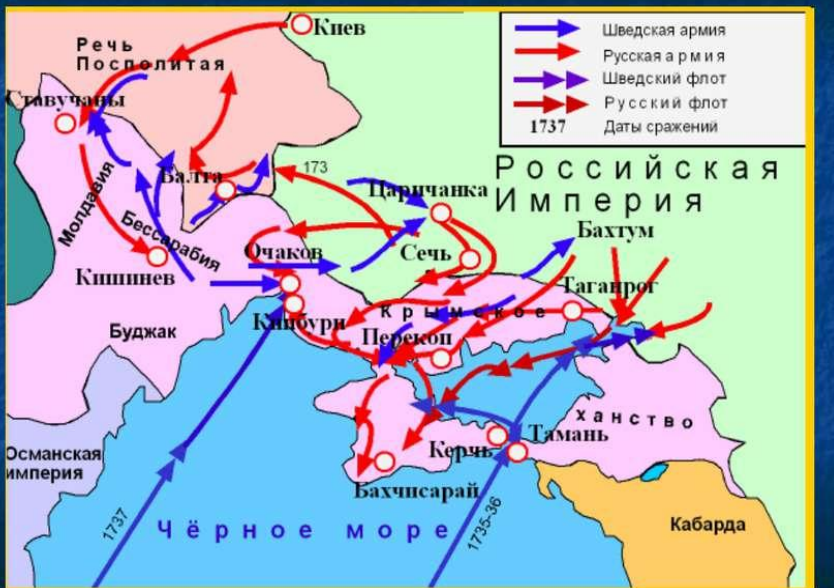 Киев
Речь
Посполитая
Шведская армия
Русская армия
Шведский флот
Русский флот
1737 Даты сражений
Ставучаны
Российская
Империя
Балта
173
Царичанка
Молдавия
Бессарабия
Бахтум
Очаков
Сечь
Кишинев
Таганрог
Кинбурн
Крымское
Буджак
Перекоп
ханство
Тамань
Керчь
Османская
империя
Бахчисарай
1737
1735-36
Чёрное море
Кабарда